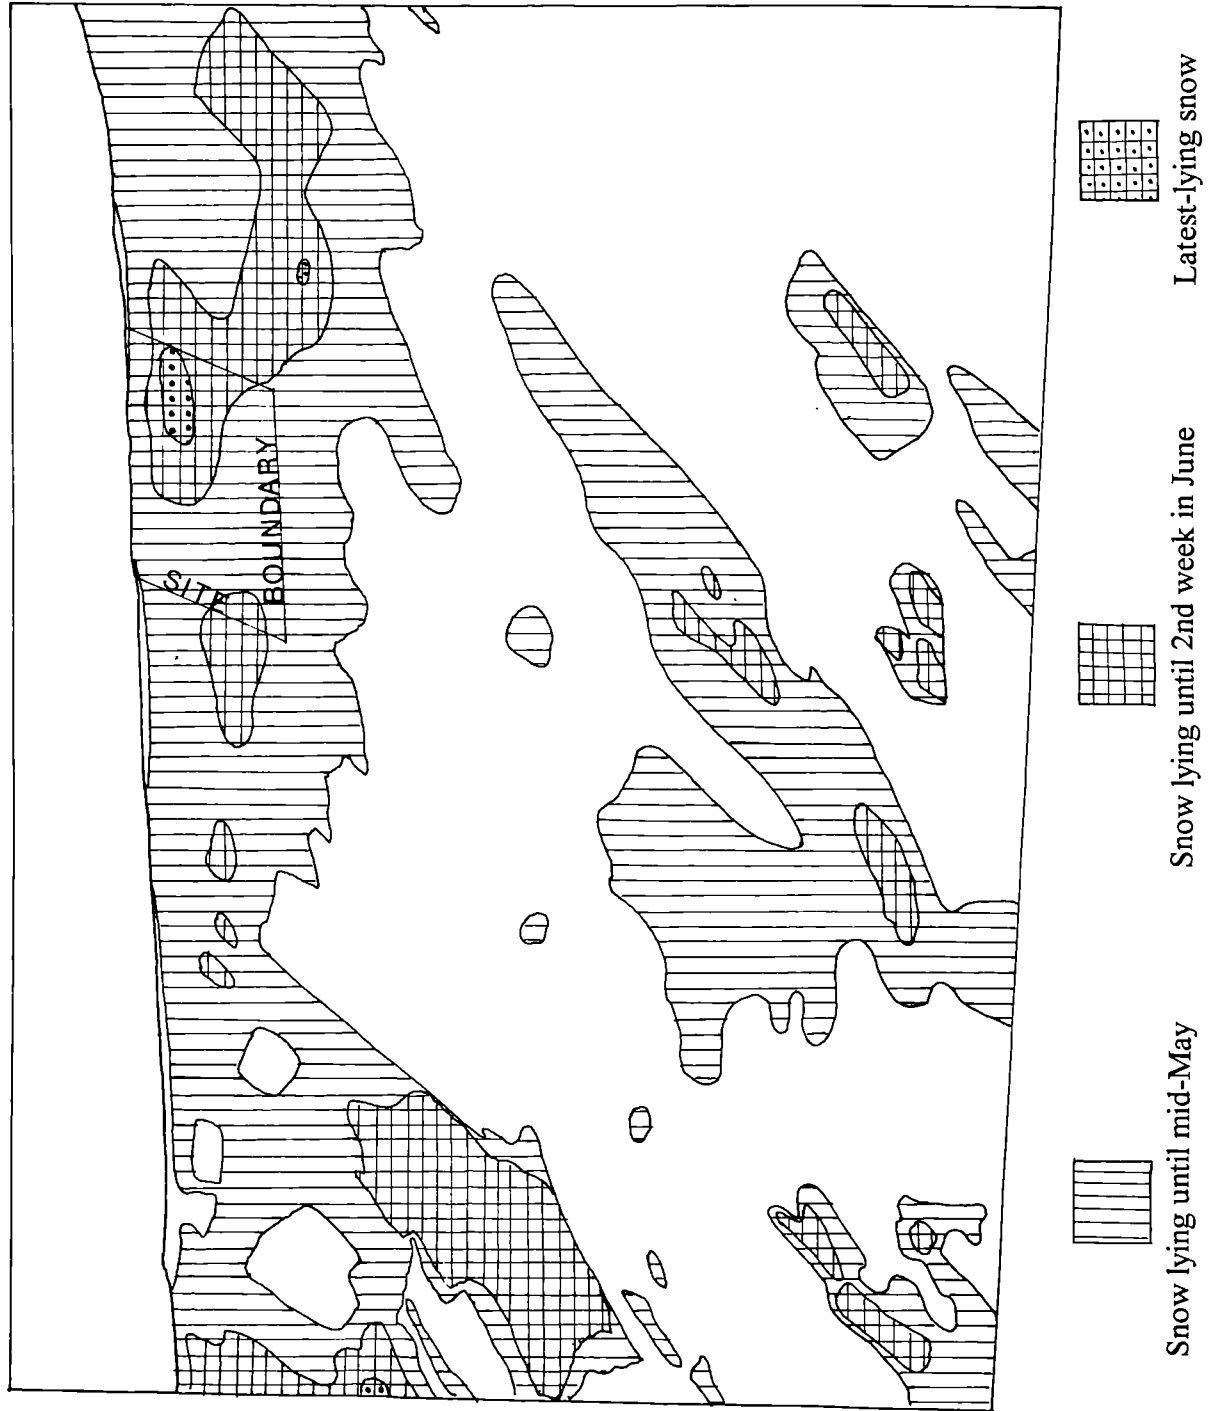 SITE
BOUNDARY
Snow lying until mid-May
Snow lying until 2nd week in June
Latest-lying snow